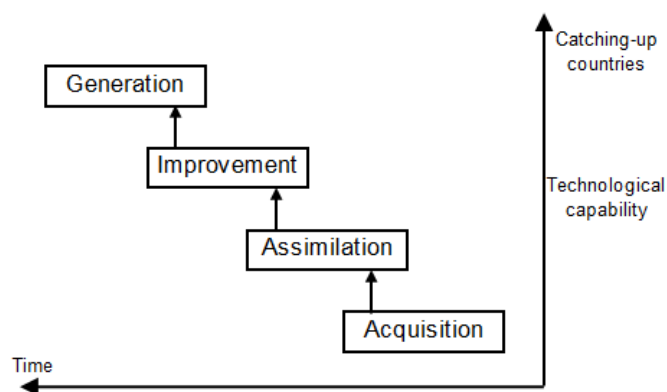 Catching-up
countries
Generation
Improvement
Technological
capability
Assimilation
Acquisition
Time